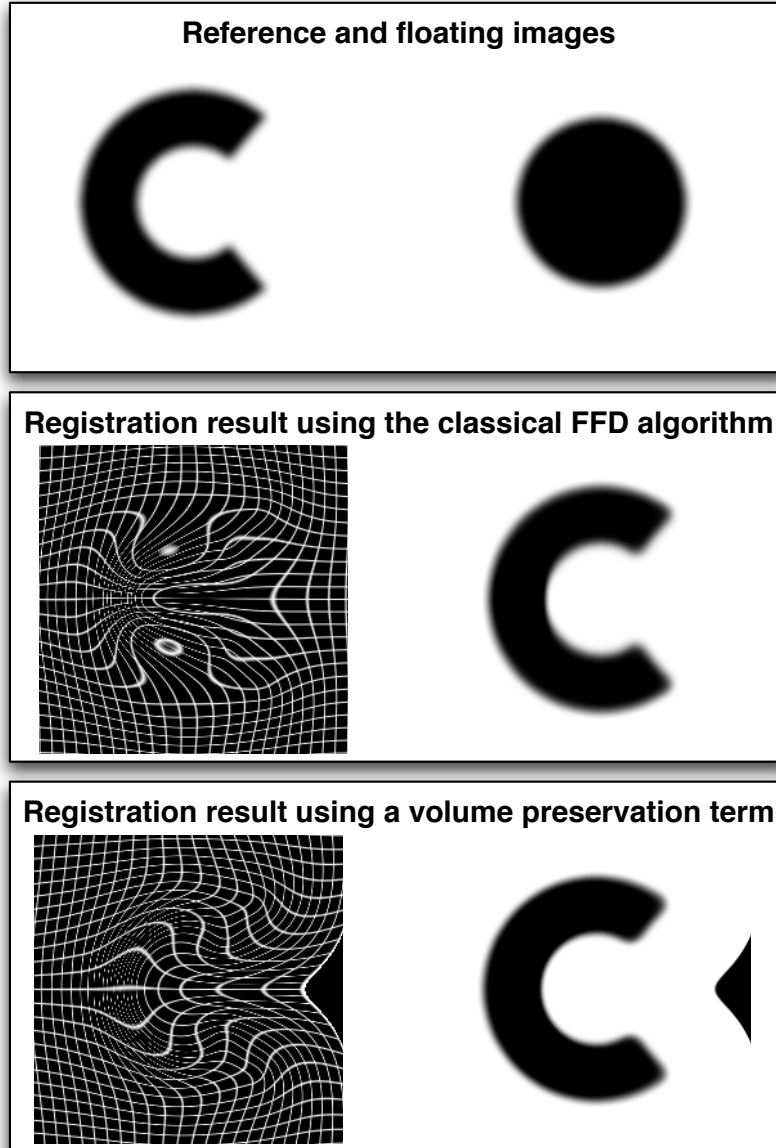 Reference and floating images
Registration result using the classical FFD algorithm
Registration result using a volume preservation term